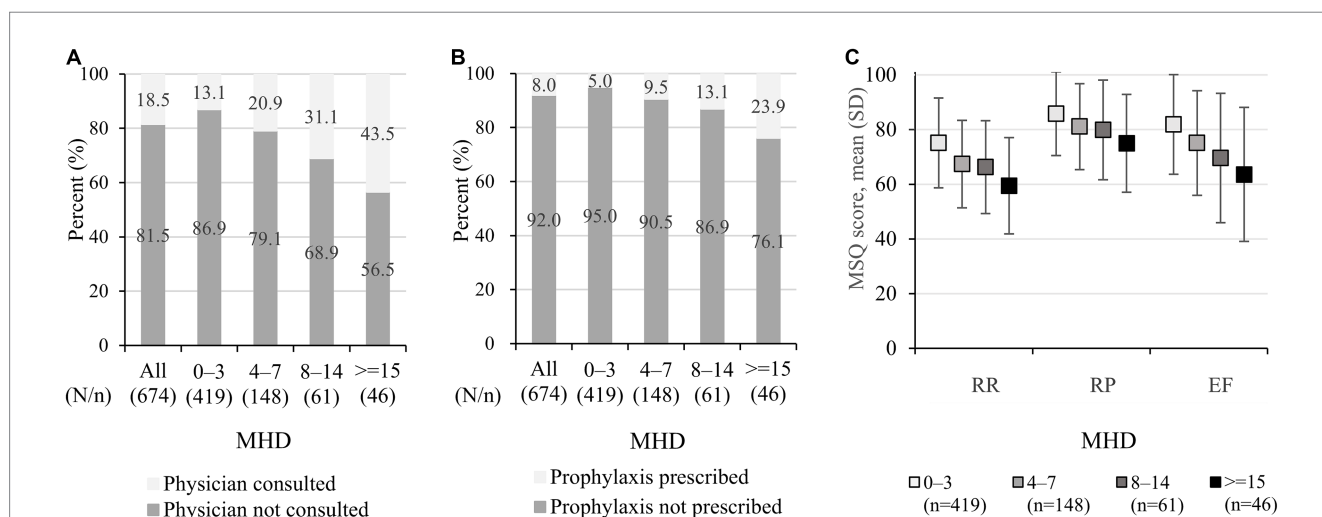 A
100
80
60
40
20
0
Percent (%)
18.5 13.1 20.9 31.1 43.5
81.5 86.9 79.1 68.9 56.5
All 0–3 4–7 8–14 >=15
(N/n) (674) (419) (148) (61) (46)
MHD
Physician consulted
Physician not consulted
B
100
80
60
40
20
0
Percent (%)
8.0 5.0 9.5 13.1 23.9
92.0 95.0 90.5 86.9 76.1
All 0–3 4–7 8–14 >=15
(N/n) (674) (419) (148) (61) (46)
MHD
Prophylaxis prescribed
Prophylaxis not prescribed
C
100
80
60
40
20
0
MSQ score, mean (SD)
RR RP EF
MHD
0–3 4–7 8–14 >=15
(n=419) (n=148) (n=61) (n=46)